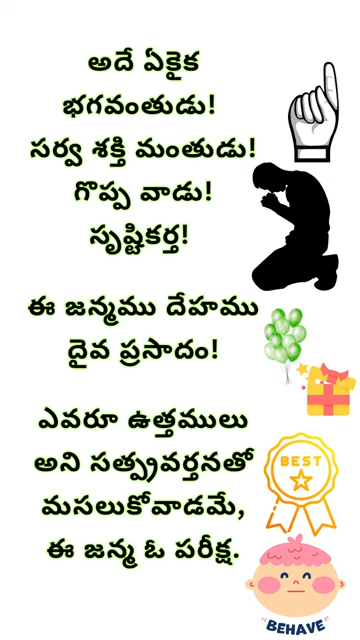 అదే ఏకైక
భగవంతుడు!
సర్వ శక్తి మంతుడు!
గొప్ప వాడు!
సృష్టికర్త!
ఈ జన్మము దేహము
దైవ ప్రసాదం!
ఎవరూ ఉత్తములు
అని సత్ప్రవర్తనతో
మసలుకోవాడమే,
ఈ జన్మ ఓ పరీక్ష.
BEST
BEHAVE